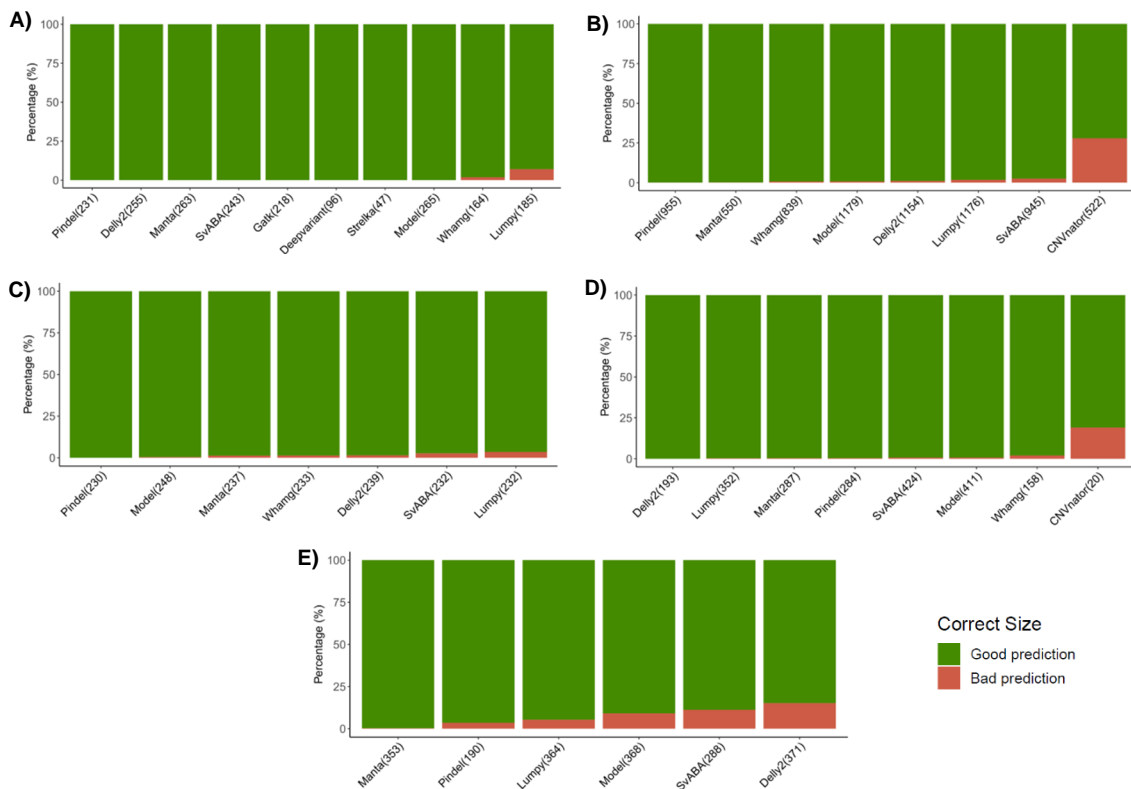 A)
Percentage (%)
100
75
50
25
0
Pindel(231)
Delly2(255)
Manta(263)
SvABA(243)
Gatk(218)
Deepvariant(96)
Strelka(47)
Model(265)
Whamg(164)
Lumpy(185)
B)
Percentage (%)
100
75
50
25
0
Pindel(955)
Manta(550)
Whamg(839)
Model(1179)
Delly2(1154)
Lumpy(1176)
SvABA(945)
CNVnator(522)
C)
Percentage (%)
100
75
50
25
0
Pindel(230)
Model(248)
Manta(237)
Whamg(233)
Delly2(239)
SvABA(232)
Lumpy(232)
D)
Percentage (%)
100
75
50
25
0
Delly2(193)
Lumpy(352)
Manta(287)
Pindel(284)
SvABA(424)
Model(411)
Whamg(158)
CNVnator(20)
E)
Percentage (%)
100
75
50
25
0
Manta(353)
Pindel(190)
Lumpy(364)
Model(368)
SvABA(288)
Delly2(371)
Correct Size
Good prediction
Bad prediction